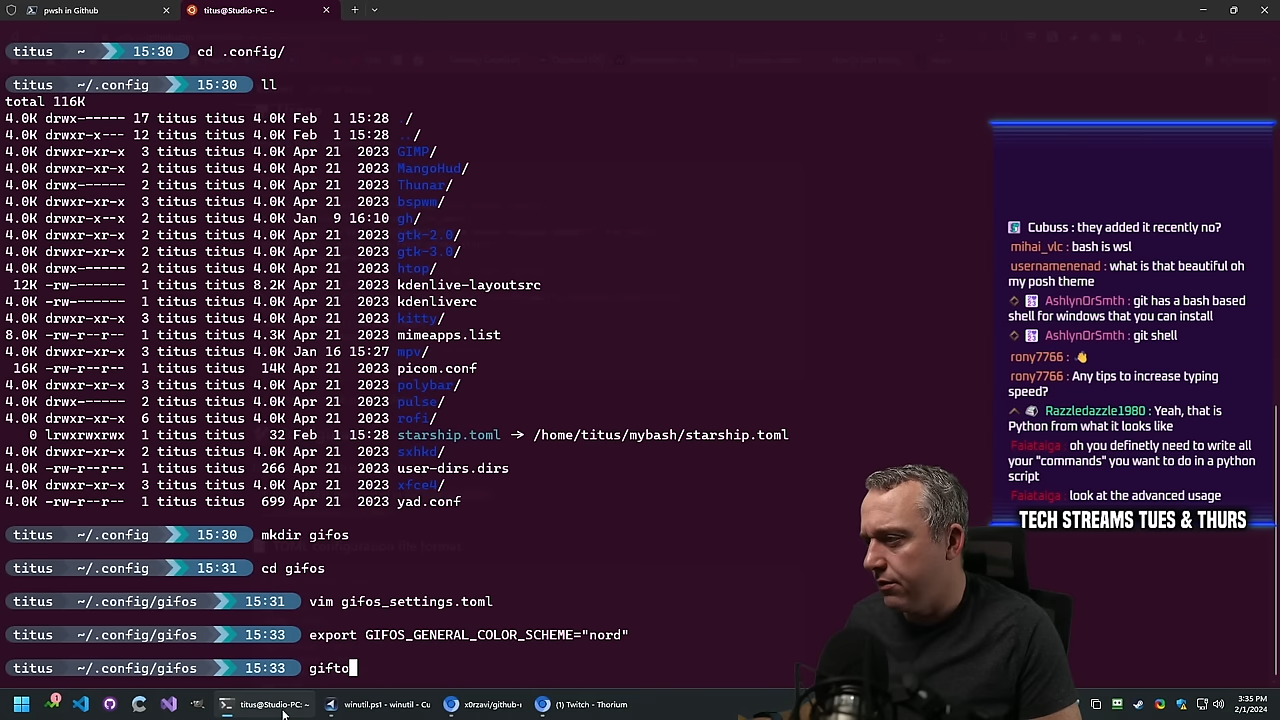 pwsh in Github
titus@Studio-PC: ~
titus ~ 15:30 cd .config/
titus ~/.config 15:30 ll
total 116K
4.0K drwx------ 17 titus titus 4.0K Feb 1 15:28 ./
4.0K drwxr-x--- 12 titus titus 4.0K Feb 1 15:28 ../
4.0K drwxr-xr-x 3 titus titus 4.0K Apr 21 2023 GIMP/
4.0K drwxr-xr-x 2 titus titus 4.0K Apr 21 2023 MangoHud/
4.0K drwx------ 2 titus titus 4.0K Apr 21 2023 Thunar/
4.0K drwxr-xr-x 3 titus titus 4.0K Apr 21 2023 bspwm/
4.0K drwxr-x--x 2 titus titus 4.0K Jan 9 16:10 gh/
4.0K drwxr-xr-x 2 titus titus 4.0K Apr 21 2023 gtk-2.0/
4.0K drwxr-xr-x 2 titus titus 4.0K Apr 21 2023 gtk-3.0/
4.0K drwx------ 2 titus titus 4.0K Apr 21 2023 htop/
12K -rw------- 1 titus titus 8.2K Apr 21 2023 kdenlive-layoutsrc
4.0K -rw------- 1 titus titus 4.0K Apr 21 2023 kdenliverc
4.0K drwxr-xr-x 3 titus titus 4.0K Apr 21 2023 kitty/
8.0K -rw-r--r-- 1 titus titus 4.3K Apr 21 2023 mimeapps.list
4.0K drwxr-xr-x 3 titus titus 4.0K Jan 16 15:27 mpv/
16K -rw-r--r-- 1 titus titus 14K Apr 21 2023 picom.conf
4.0K drwxr-xr-x 3 titus titus 4.0K Apr 21 2023 polybar/
4.0K drwx------ 2 titus titus 4.0K Apr 21 2023 pulse/
4.0K drwxr-xr-x 6 titus titus 4.0K Apr 21 2023 rofi/
0 lrwxrwxrwx 1 titus titus 32 Feb 1 15:28 starship.toml -> /home/titus/mybash/starship.toml
4.0K drwxr-xr-x 2 titus titus 4.0K Apr 21 2023 sxhkd/
4.0K -rw-r--r-- 1 titus titus 266 Apr 21 2023 user-dirs.dirs
4.0K drwxr-xr-x 3 titus titus 4.0K Apr 21 2023 xfce4/
4.0K -rw-r--r-- 1 titus titus 699 Apr 21 2023 yad.conf
titus ~/.config 15:30 mkdir gifos
titus ~/.config 15:31 cd gifos
titus ~/.config/gifos 15:31 vim gifos_settings.toml
titus ~/.config/gifos 15:33 export GIFOS_GENERAL_COLOR_SCHEME="nord"
titus ~/.config/gifos 15:33 gifto
Cubuss : they added it recently no?
mihai_vlc : bash is wsl
usernamenenad : what is that beautiful oh
my posh theme
AshlynOrSmth : git has a bash based
shell for windows that you can install
AshlynOrSmth : git shell
rony7766 : 👋
rony7766 : Any tips to increase typing
speed?
Razzledazzle1980 : Yeah, that is
Python from what it looks like
Faiataiga : oh you definetly need to write all
your "commands" you want to do in a python
script
Faiataiga : look at the advanced usage
TECH STREAMS TUES & THURS
titus@Studio-PC: ~
winutil.ps1 - winutil - Cu
x0rzavi/github-r
(1) Twitch - Thorium
3:35 PM
2/1/2024